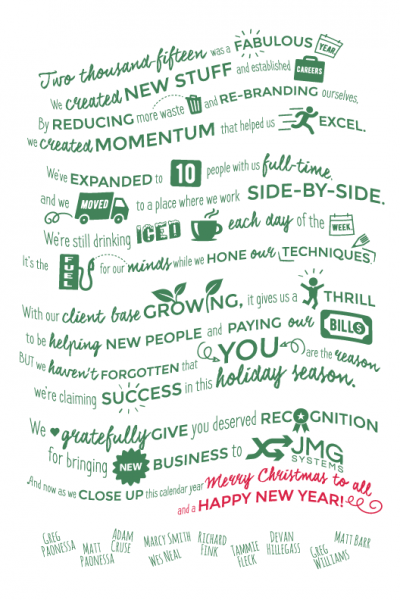 Two thousand-fifteen was a FABULOUS YEAR
We created NEW STUFF and established CAREERS
By REDUCING more waste and RE-BRANDING ourselves,
we created MOMENTUM that helped us EXCEL.
We've EXPANDED to 10 people with us full-time.
and we MOVED to a place where we work SIDE-BY-SIDE.
We're still drinking ICED each day of the WEEK
It's the FUEL for our minds while we HONE our TECHNIQUES.
With our client base GROWING, it gives us a THRILL
to be helping NEW PEOPLE and PAYING our BILL$
BUT we haven't FORGOTTEN that YOU are the reason
we're claiming SUCCESS in this holiday season.
We gratefully GIVE you deserved RECOGNITION
for bringing NEW BUSINESS to JMG SYSTEMS
And now as we CLOSE UP this calendar year Merry Christmas to all
and a HAPPY NEW YEAR!
GREG PADNESSA
MATT PADNESSA
ADAM CRUSE
MARCY SMITH
WES NEAL
RICHARD FINK
TAMMIE FLECK
DEVAN HILLEGASS
GREG WILLIAMS
MATT BARR